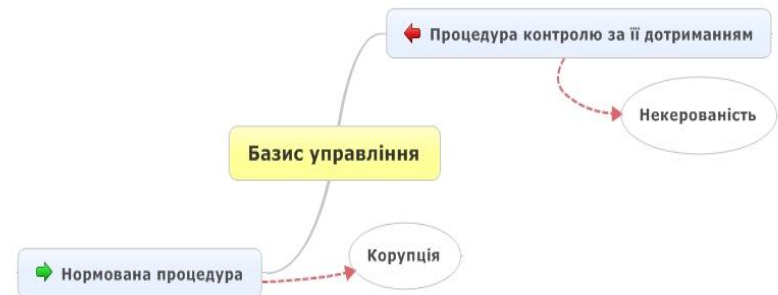 Процедура контролю за її дотриманням
Некерованість
Базис управління
Корупція
Нормована процедура